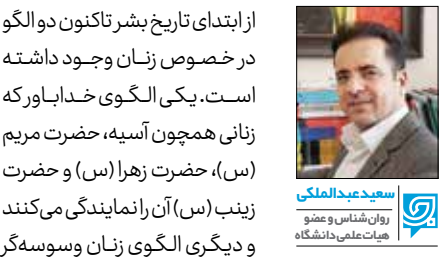 از ابتدای تاریخ بشر تاکنون دو الگو
در خصوص زنان وجود داشته
است. یکی الگوی خداباور که
زنانی همچون آسیه، حضرت مریم
(س)، حضرت زهرا (س) و حضرت
زینب (س) آن را نمایندگی می‌کنند
و دیگری الگوی زنان وسوسه‌گر
سعید عبدالملکی
روان‌شناس و عضو
هیات علمی دانشگاه